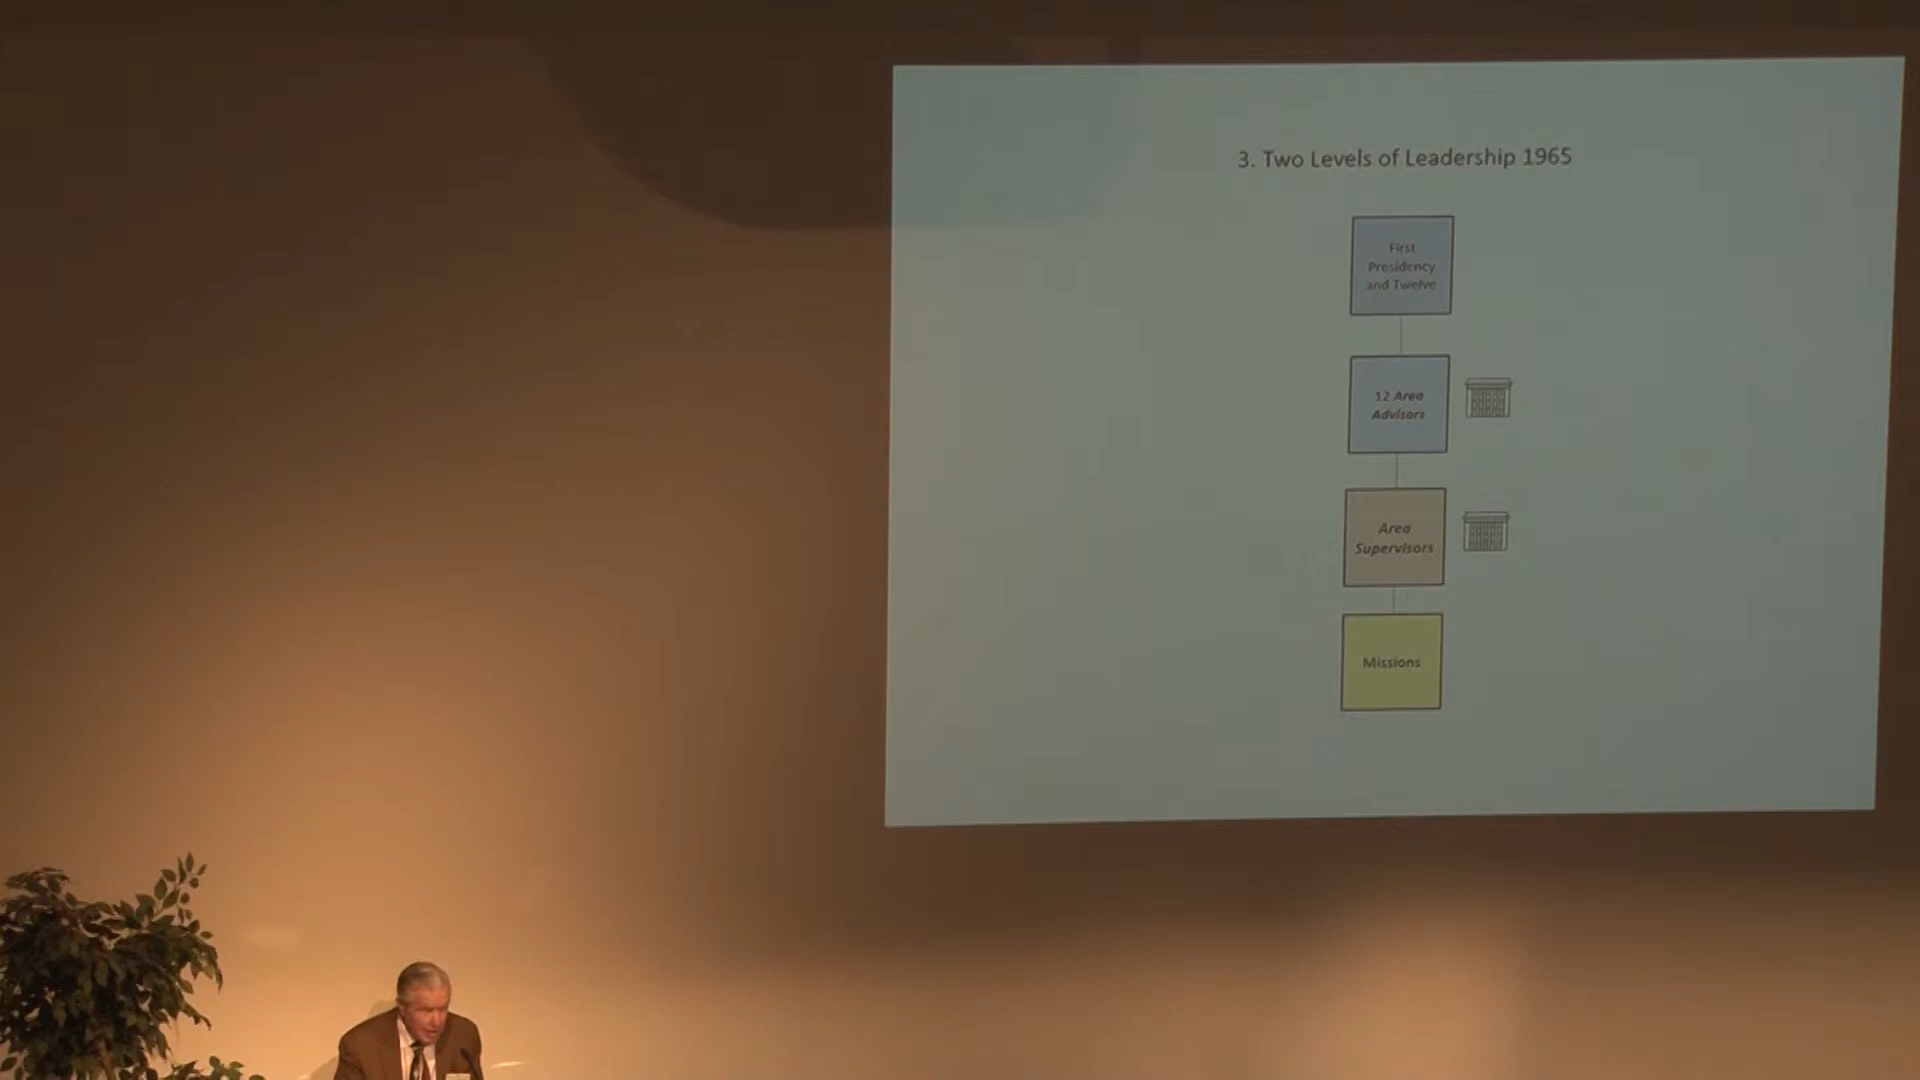 3. Two Levels of Leadership 1965
First
Presidency
and Twelve
12 Area
Advisors
Area
Supervisors
Missions